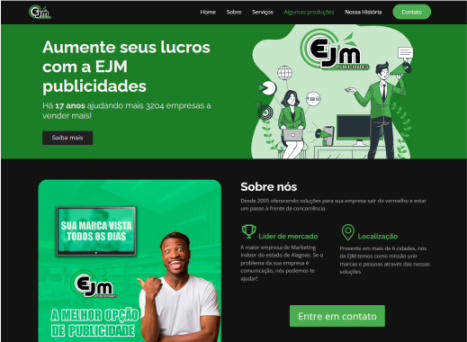 EJM
Home Sobre Serviços Algumas produções Nossa História Contato
Aumente seus lucros
com a EJM
publicidades
Há 17 anos ajudando mais 3204 empresas a
vender mais!
Saiba mais
EJM
PUBLICIDADES
SUA MARCA VISTA
TODOS OS DIAS
EJM
PUBLICIDADES
A MELHOR OPÇÃO
DE PUBLICIDADE
Sobre nós
Desde 2005 oferecendo soluções para sua empresa sair do vermelho e estar
um passo à frente da concorrência.
Líder de mercado
A maior empresa de Marketing
Indoor do estado de Alagoas. Se o
problema da sua empresa é
comunicação, nós podemos te
ajudar!
Localização
Presente em mais de 6 cidades, nós
da EJM temos como missão unir
marcas e pessoas através das nossas
soluções
Entre em contato